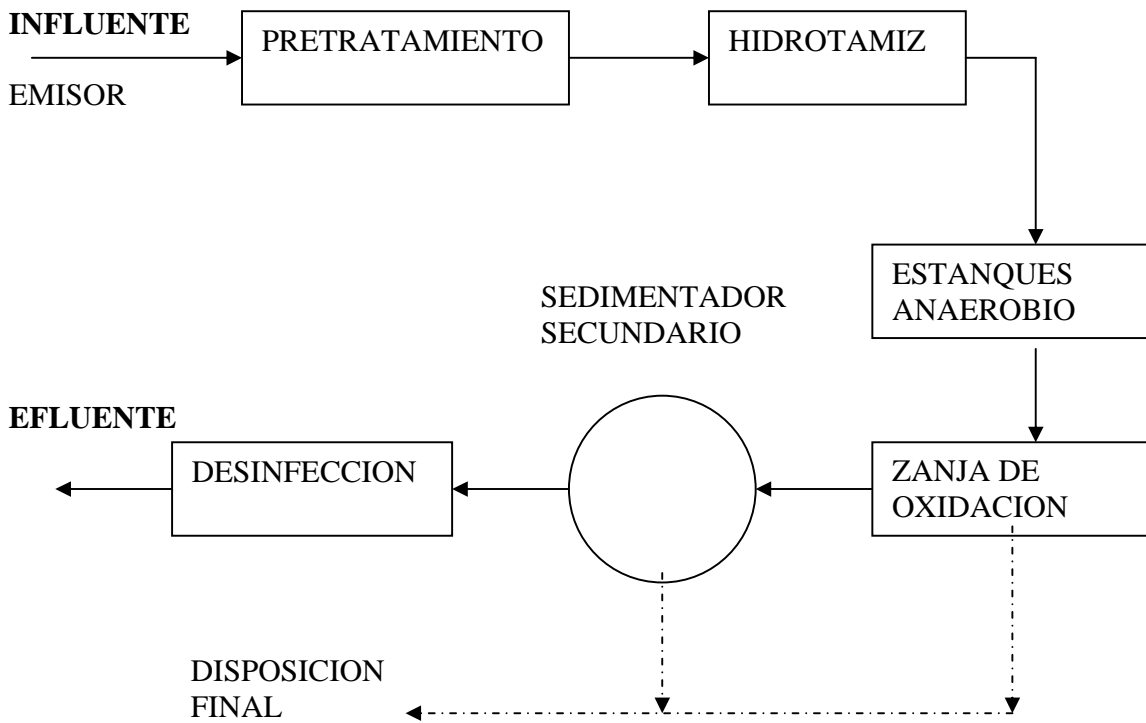 INFLUENTE
EMISOR
PRETRATAMIENTO
HIDROTAMIZ
ESTANQUES
ANAEROBIO
SEDIMENTADOR
SECUNDARIO
ZANJA DE
OXIDACION
EFLUENTE
DESINFECCION
DISPOSICION
FINAL